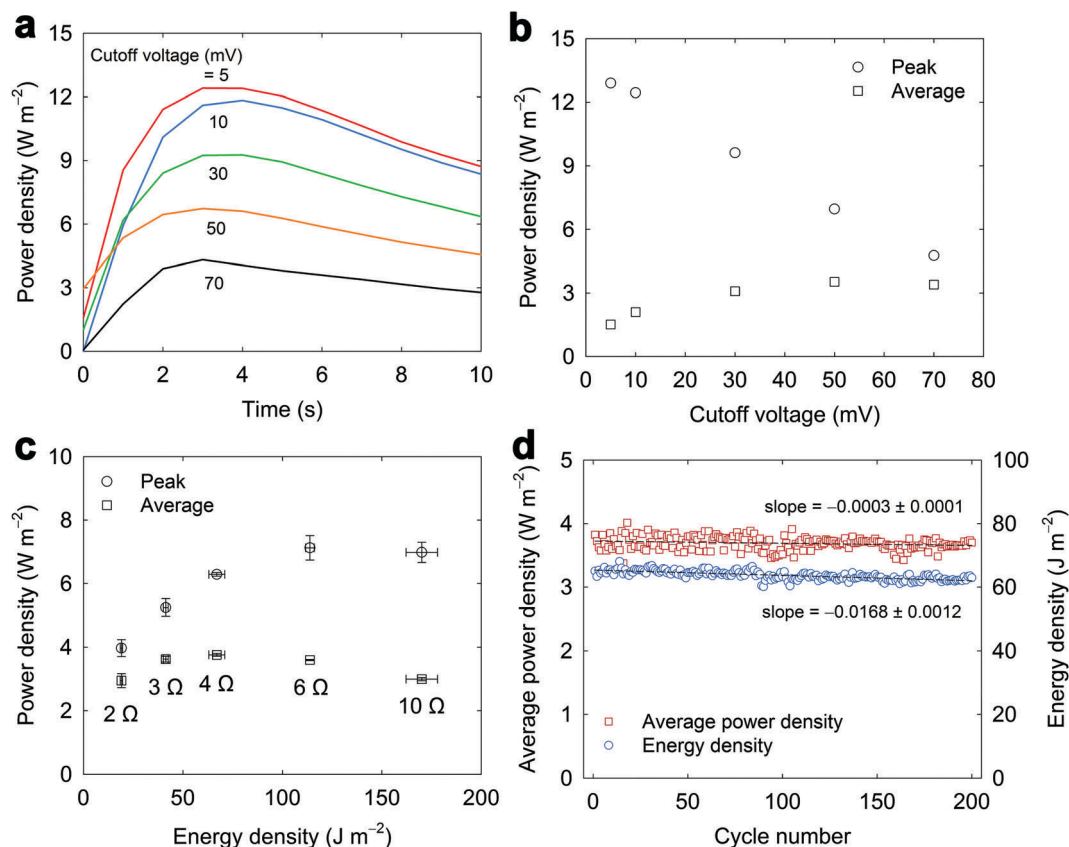 a
Cutoff voltage (mV)
= 5
10
30
50
70
15
12
9
6
3
0
0 2 4 6 8 10
Power density (W m−2)
Time (s)
b
Peak
Average
15
12
9
6
3
0
0 10 20 30 40 50 60 70 80
Power density (W m−2)
Cutoff voltage (mV)
c
Peak
Average
2 Ω
3 Ω
4 Ω
6 Ω
10 Ω
10
8
6
4
2
0
0 50 100 150 200
Power density (W m−2)
Energy density (J m−2)
d
slope = −0.0003 ± 0.0001
slope = −0.0168 ± 0.0012
Average power density
Energy density
5
4
3
2
1
0
100
80
60
40
20
0
0 50 100 150 200
Average power density (W m−2)
Energy density (J m−2)
Cycle number